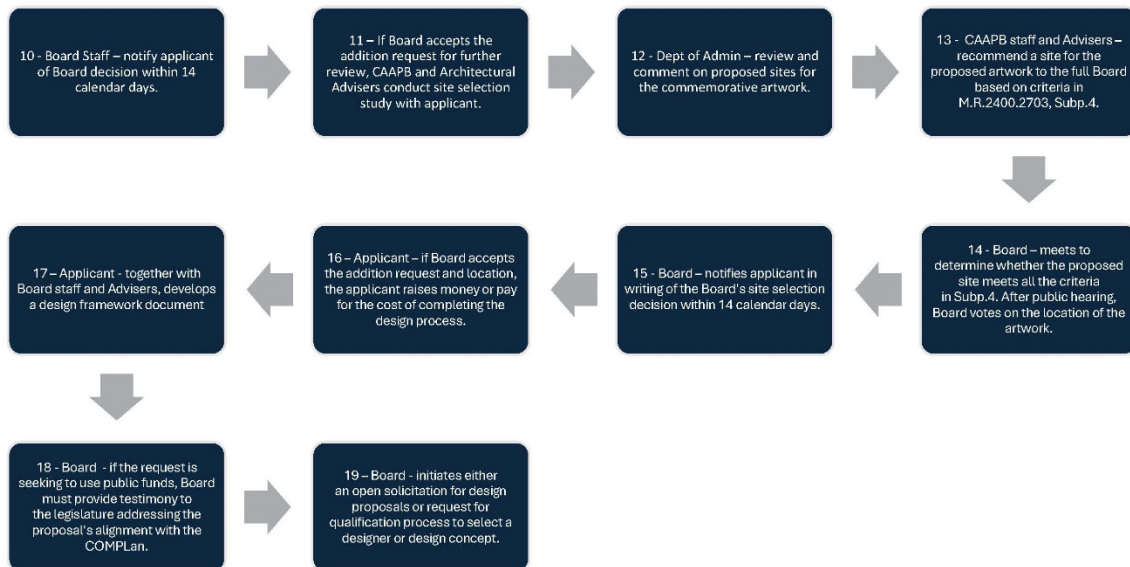 10 - Board Staff – notify applicant
of Board decision within 14
calendar days.
11 – If Board accepts the
addition request for further
review, CAAPB and Architectural
Advisers conduct site selection
study with applicant.
12 – Dept of Admin – review and
comment on proposed sites for
the commemorative artwork.
13 - CAAPB staff and Advisers –
recommend a site for the
proposed artwork to the full Board
based on criteria in
M.R.2400.2703, Subp.4.
14 - Board – meets to
determine whether the proposed
site meets all the criteria
in Subp.4. After public hearing,
Board votes on the location of the
artwork.
15 – Board – notifies applicant in
writing of the Board's site selection
decision within 14 calendar days.
16 – Applicant – if Board accepts
the addition request and location,
the applicant raises money or pay
for the cost of completing the
design process.
17 – Applicant - together with
Board staff and Advisers, develops
a design framework document
18 - Board - if the request is
seeking to use public funds, Board
must provide testimony to
the legislature addressing the
proposal's alignment with the
COMPLan.
19 – Board - initiates either
an open solicitation for design
proposals or request for
qualification process to select a
designer or design concept.